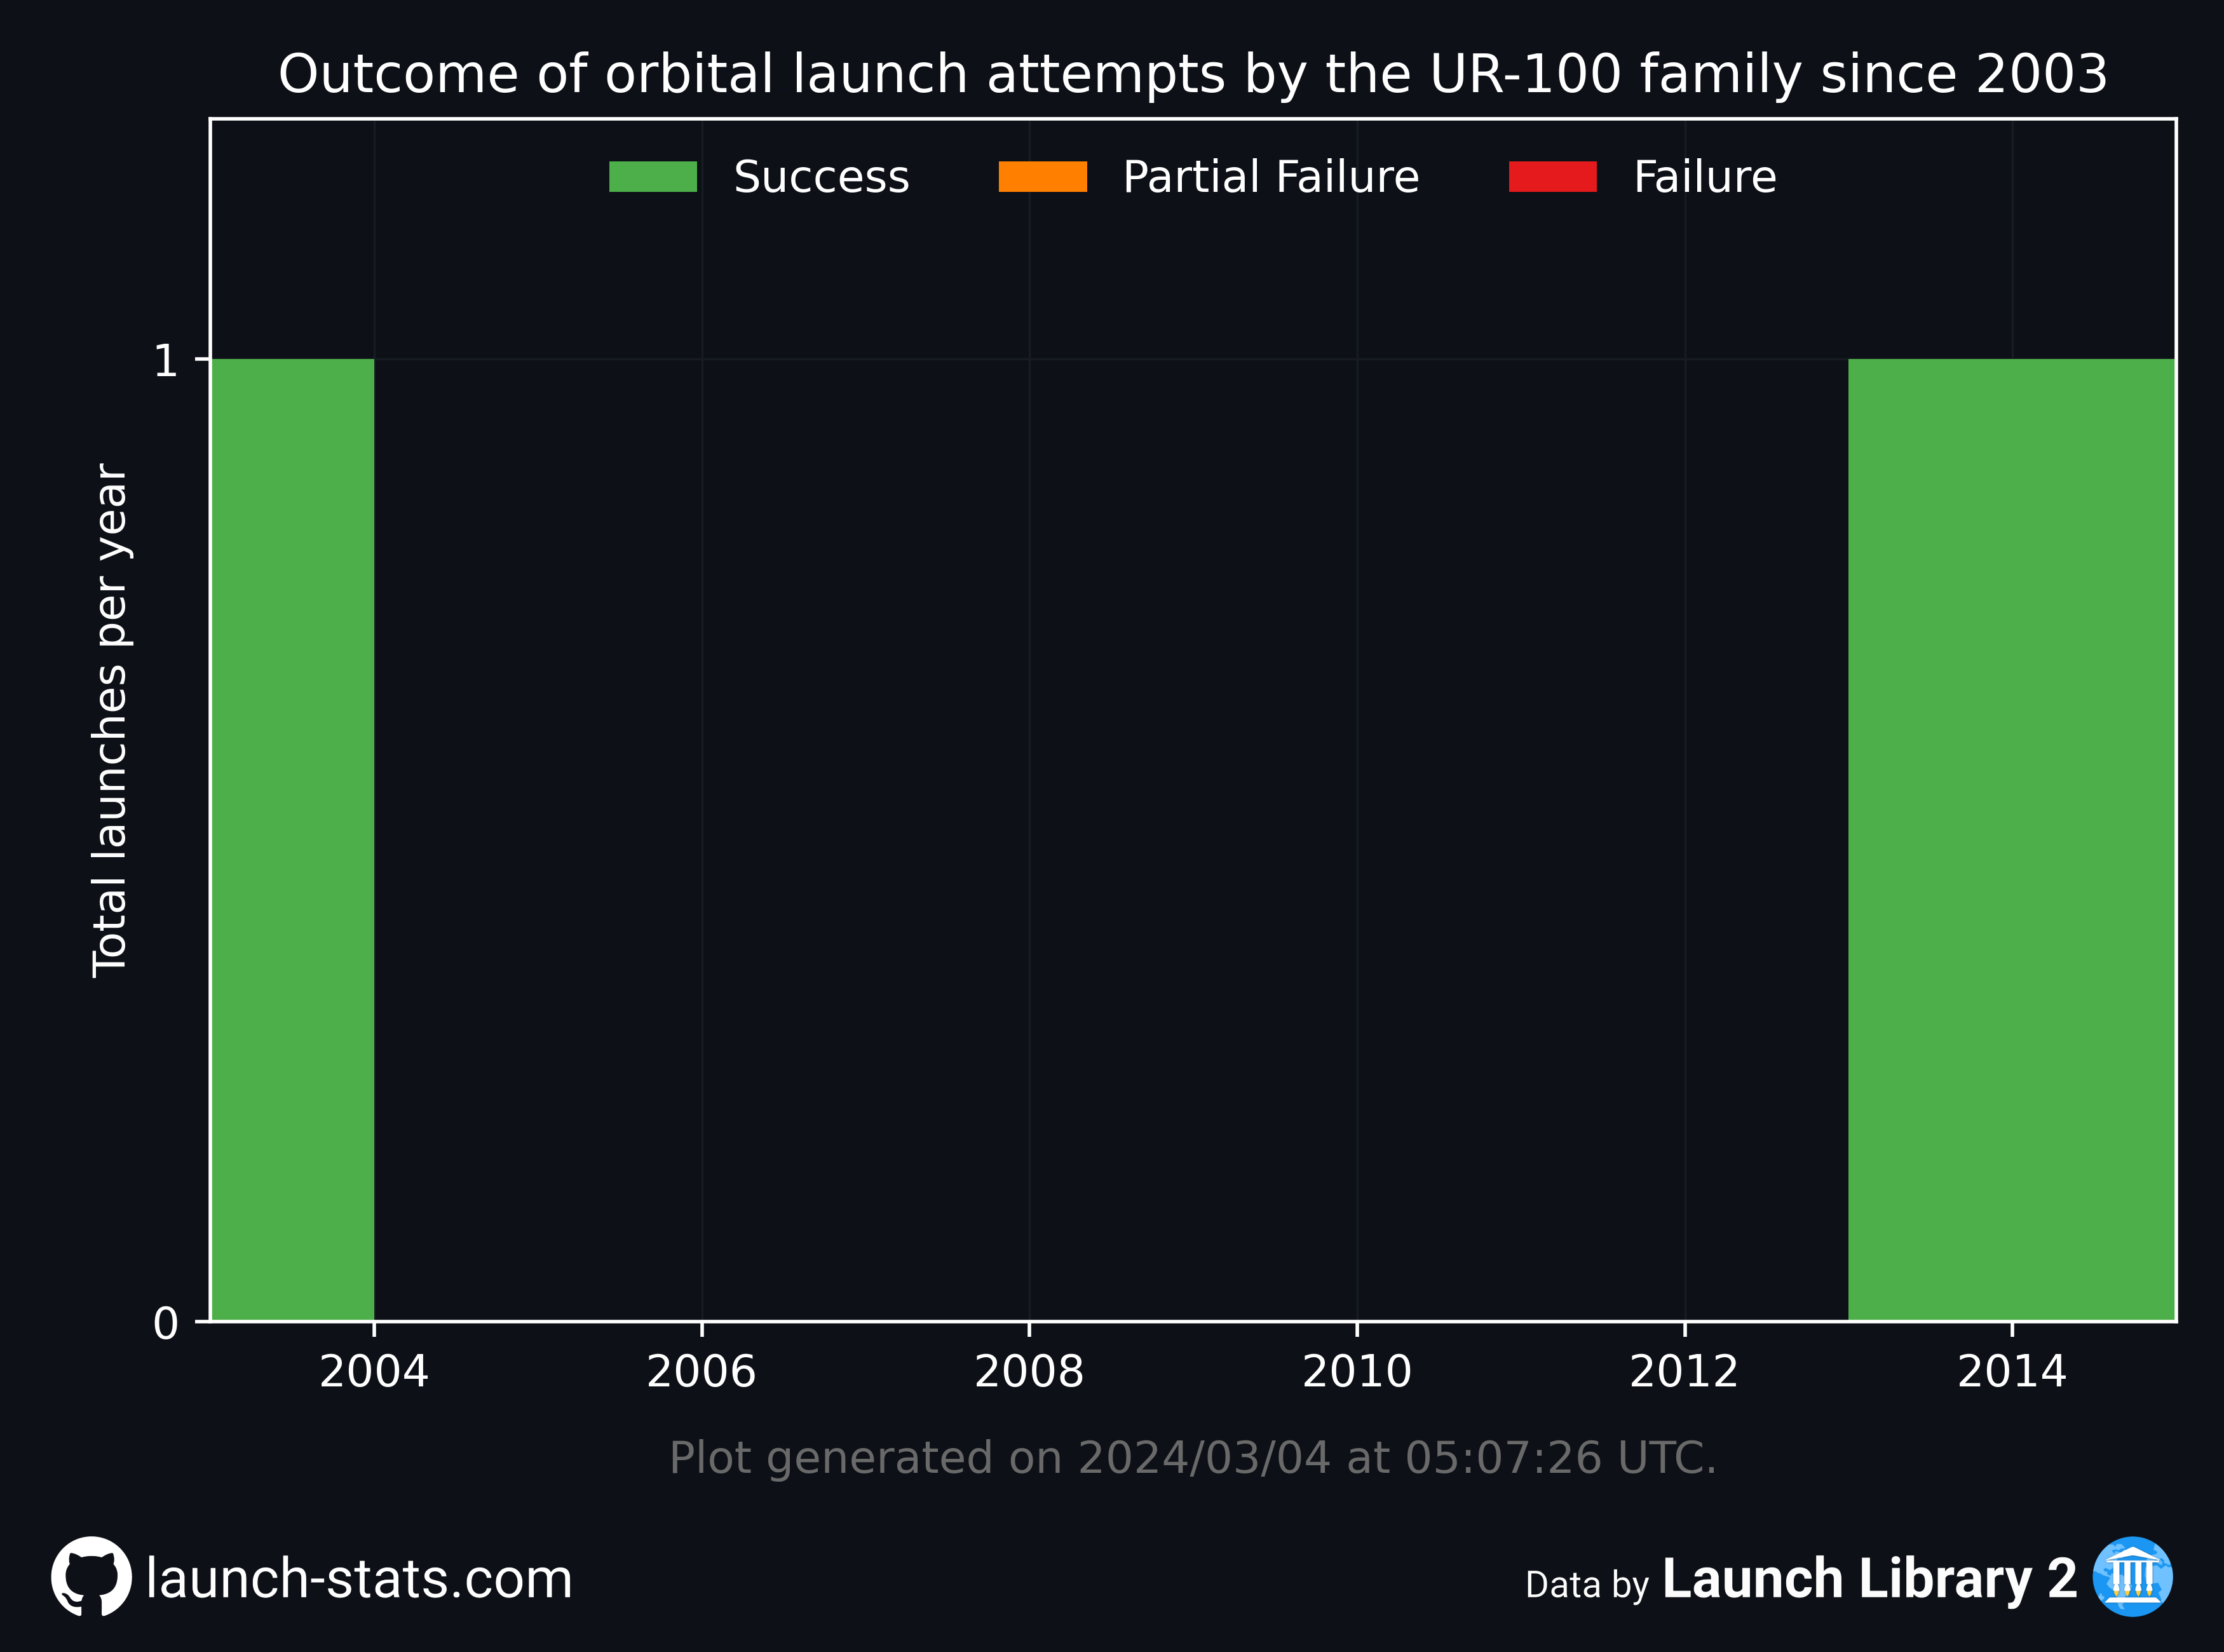 Outcome of orbital launch attempts by the UR-100 family since 2003
Success Partial Failure Failure
Total launches per year
1
0
2004 2006 2008 2010 2012 2014
Plot generated on 2024/03/04 at 05:07:26 UTC.
launch-stats.com
Data by Launch Library 2